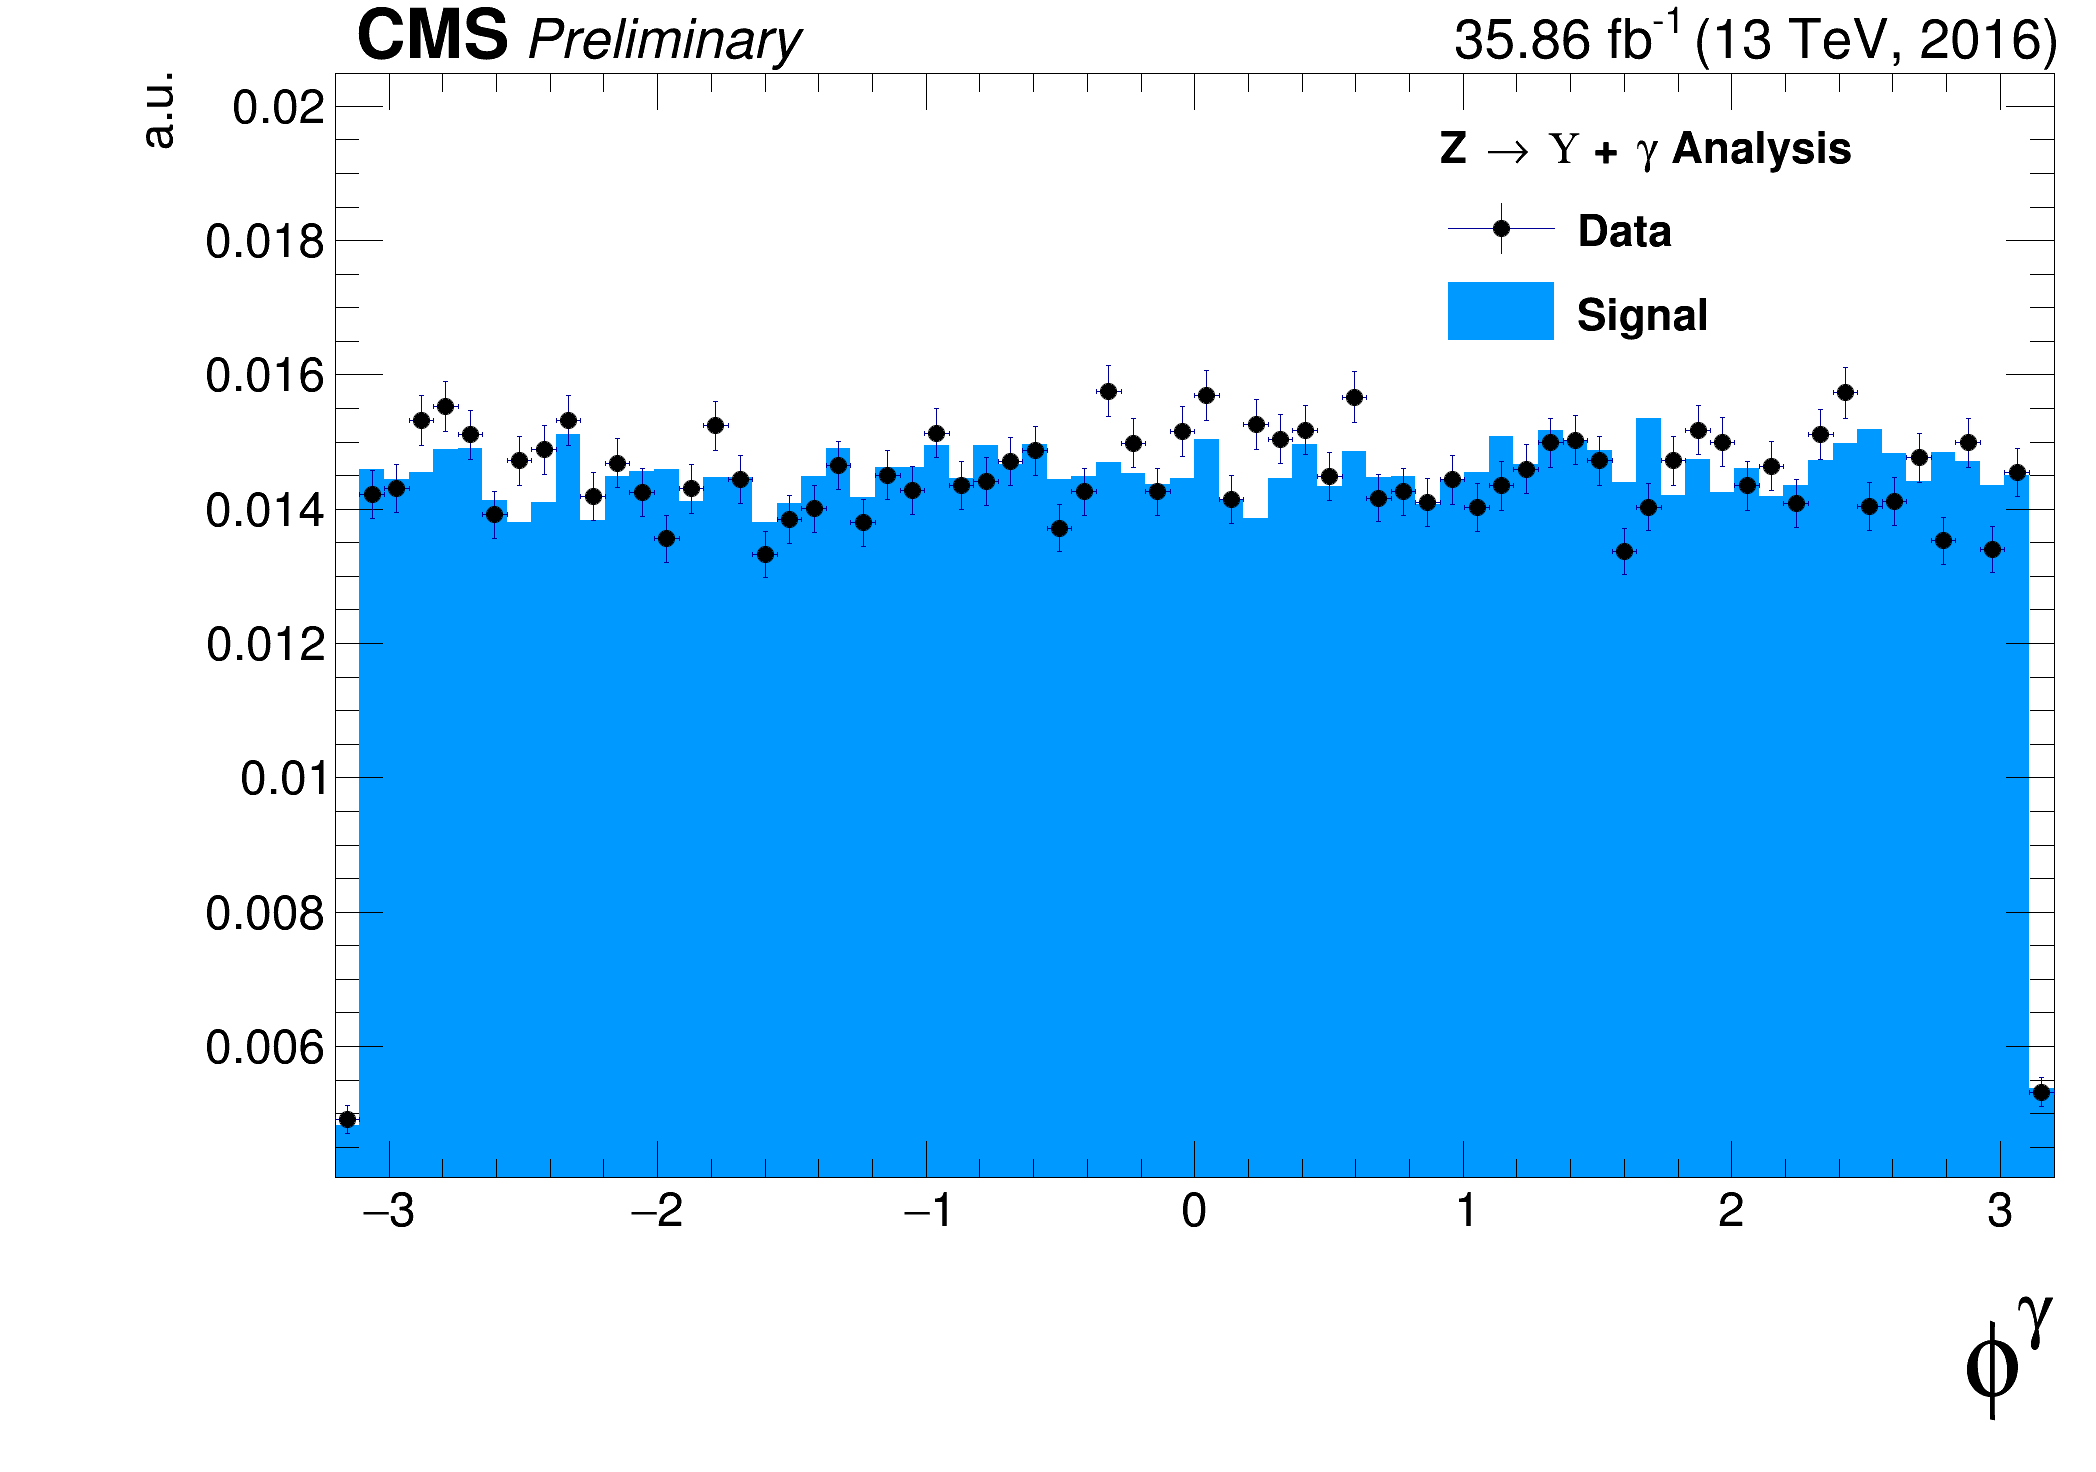 CMS Preliminary 35.86 fb⁻¹ (13 TeV, 2016)
a.u.
0.02
0.018
0.016
0.014
0.012
0.01
0.008
0.006
Z → Υ + γ Analysis
Data
Signal
−3 −2 −1 0 1 2 3
ϕ^γ